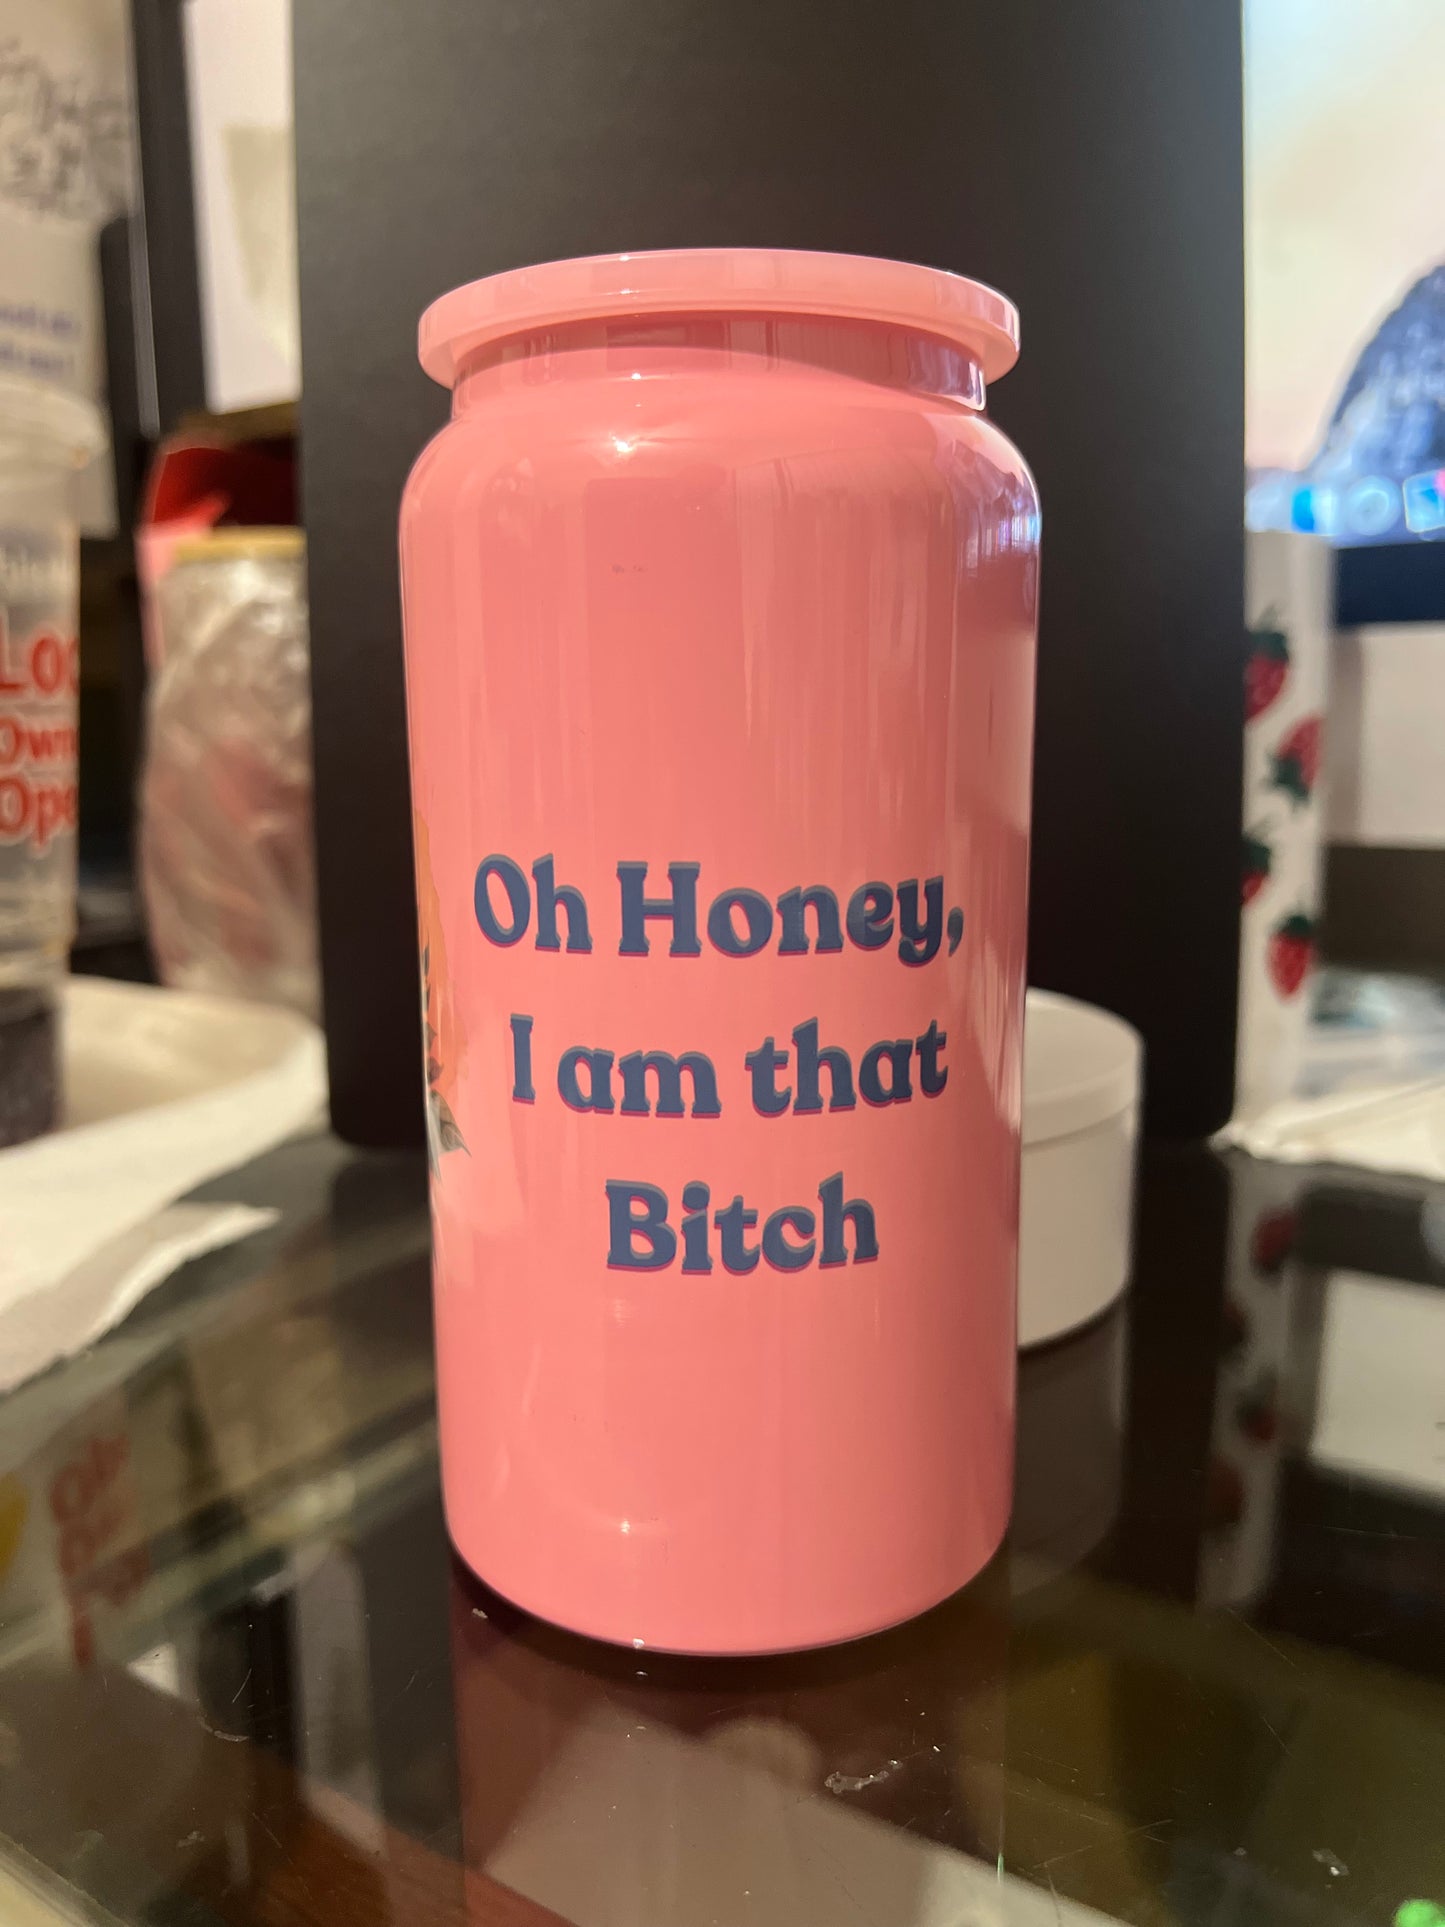 Oh Honey,
I am that
Bitch